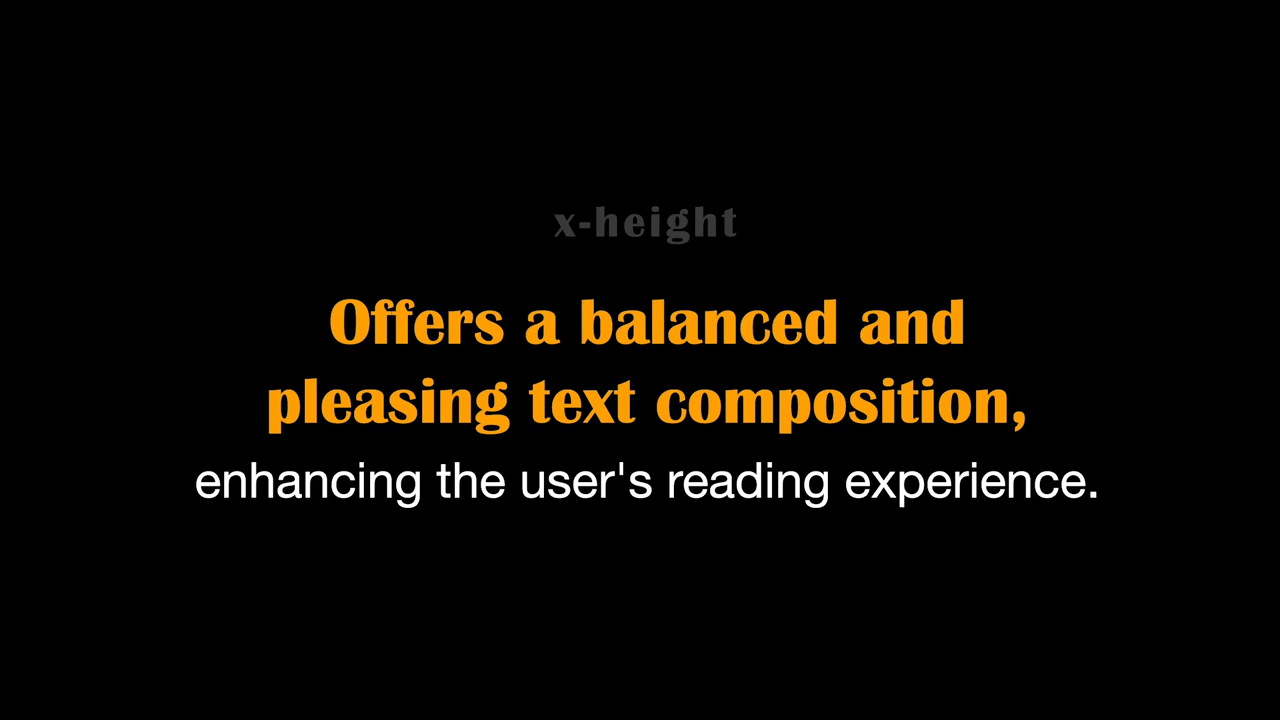 x-height
Offers a balanced and
pleasing text composition,
enhancing the user's reading experience.